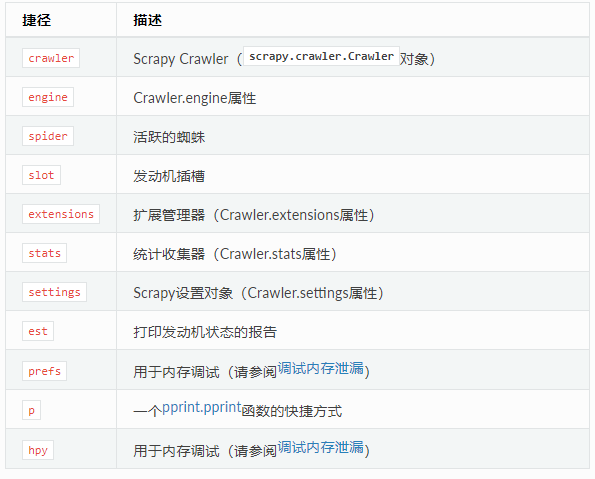 捷径 描述
crawler Scrapy Crawler（scrapy.crawler.Crawler对象）
engine Crawler.engine属性
spider 活跃的蜘蛛
slot 发动机插槽
extensions 扩展管理器（Crawler.extensions属性）
stats 统计收集器（Crawler.stats属性）
settings Scrapy设置对象（Crawler.settings属性）
est 打印发动机状态的报告
prefs 用于内存调试（请参阅调试内存泄漏）
p 一个pprint.pprint函数的快捷方式
hpy 用于内存调试（请参阅调试内存泄漏）